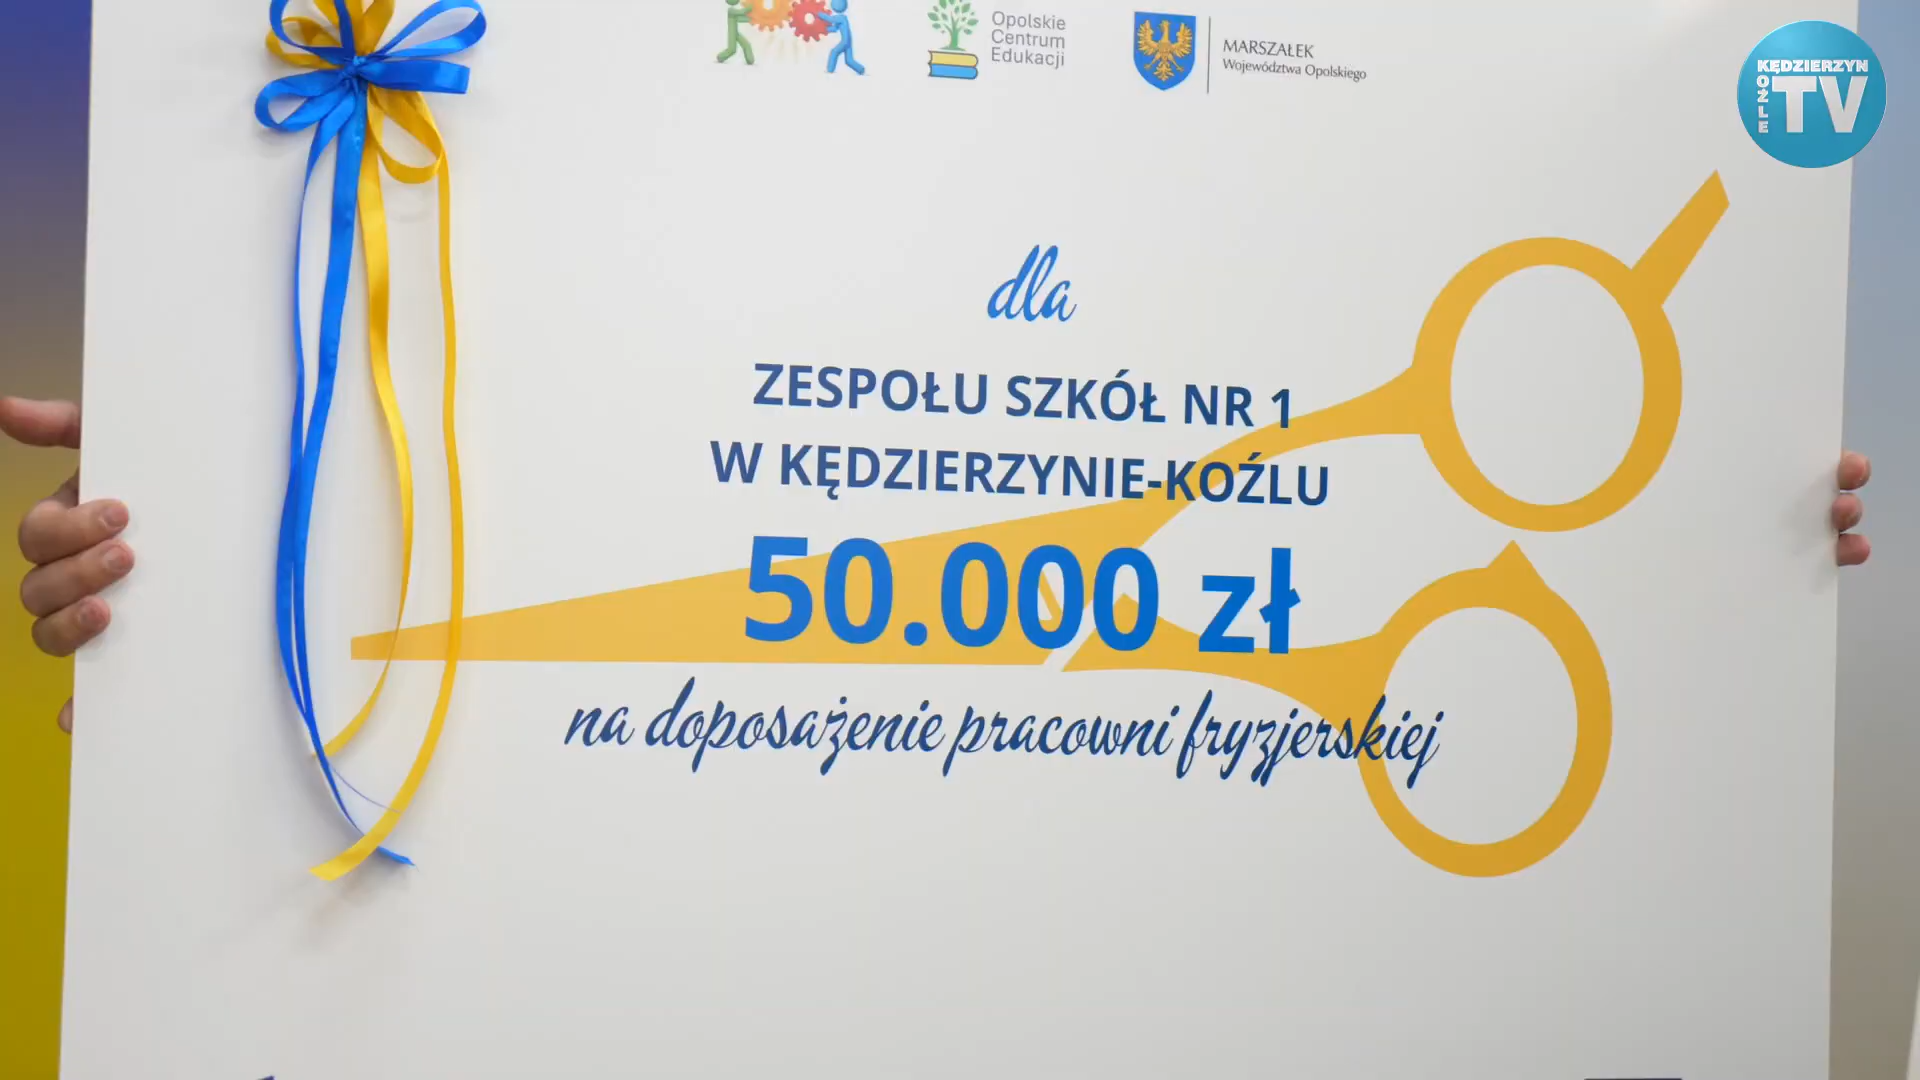 Opolskie
Centrum
Edukacji
MARSZAŁEK
Województwa Opolskiego
KĘDZIERZYN
KOŹLE
TV
dla
ZESPOŁU SZKÓŁ NR 1
W KĘDZIERZYNIE-KOŹLU
50.000 zł
na doposażenie pracowni fryzjerskiej